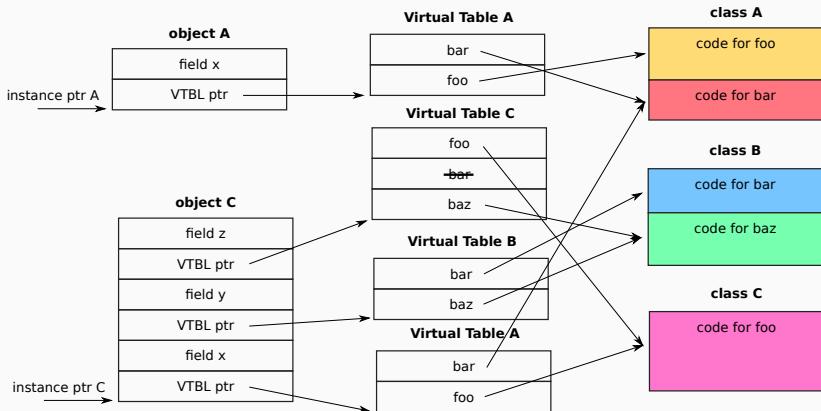 object A
field x
VTBL ptr
instance ptr A
Virtual Table A
bar
foo
class A
code for foo
code for bar
Virtual Table C
foo
bar
baz
class B
code for bar
code for baz
object C
field z
VTBL ptr
field y
VTBL ptr
field x
VTBL ptr
instance ptr C
Virtual Table B
bar
baz
Virtual Table A
bar
foo
class C
code for foo